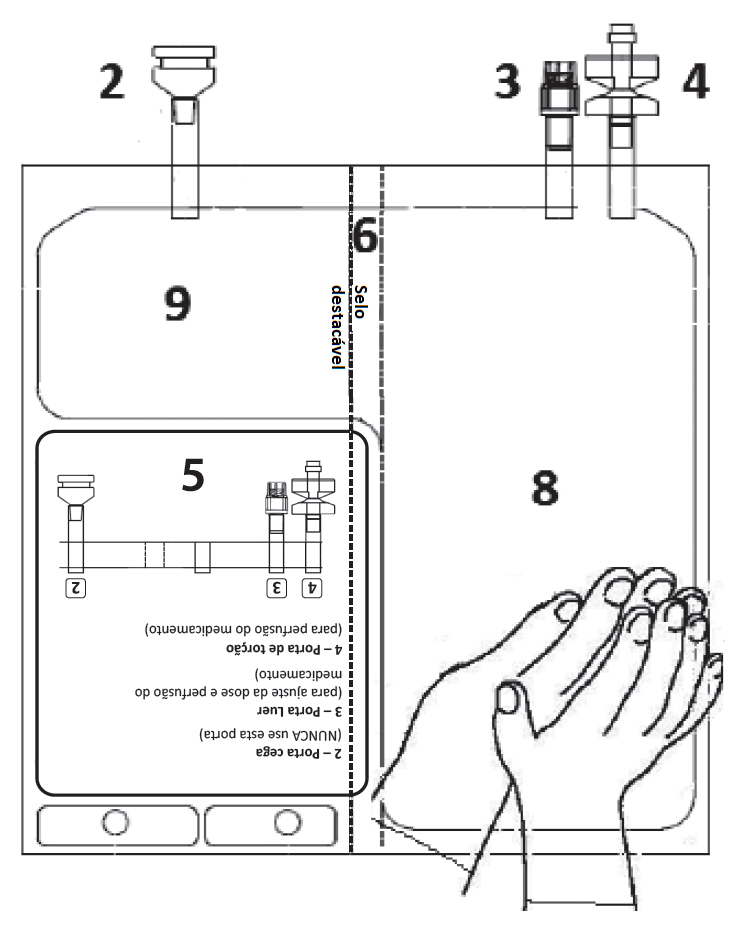 2
3
4
6
9
Selo
destacável
5
8
2 – Porta cega
(NUNCA use esta porta)
3 – Porta Luer
(para ajuste da dose e perfusão do
medicamento)
4 – Porta de torção
(para perfusão do medicamento)
4 3 2